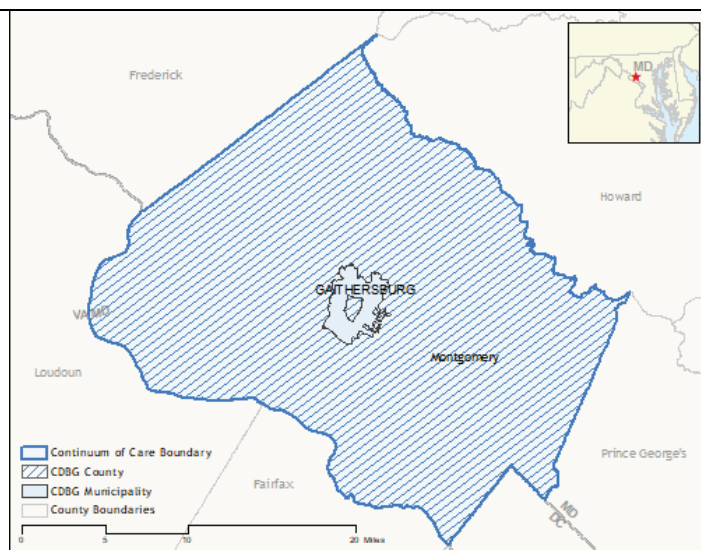 MD
Frederick
Howard
GAITHERSBURG
VA MD
Montgomery
Loudoun
Prince George's
Fairfax
MD
DC
Continuum of Care Boundary
CDBG County
CDBG Municipality
County Boundaries
0 5 10 20 Miles